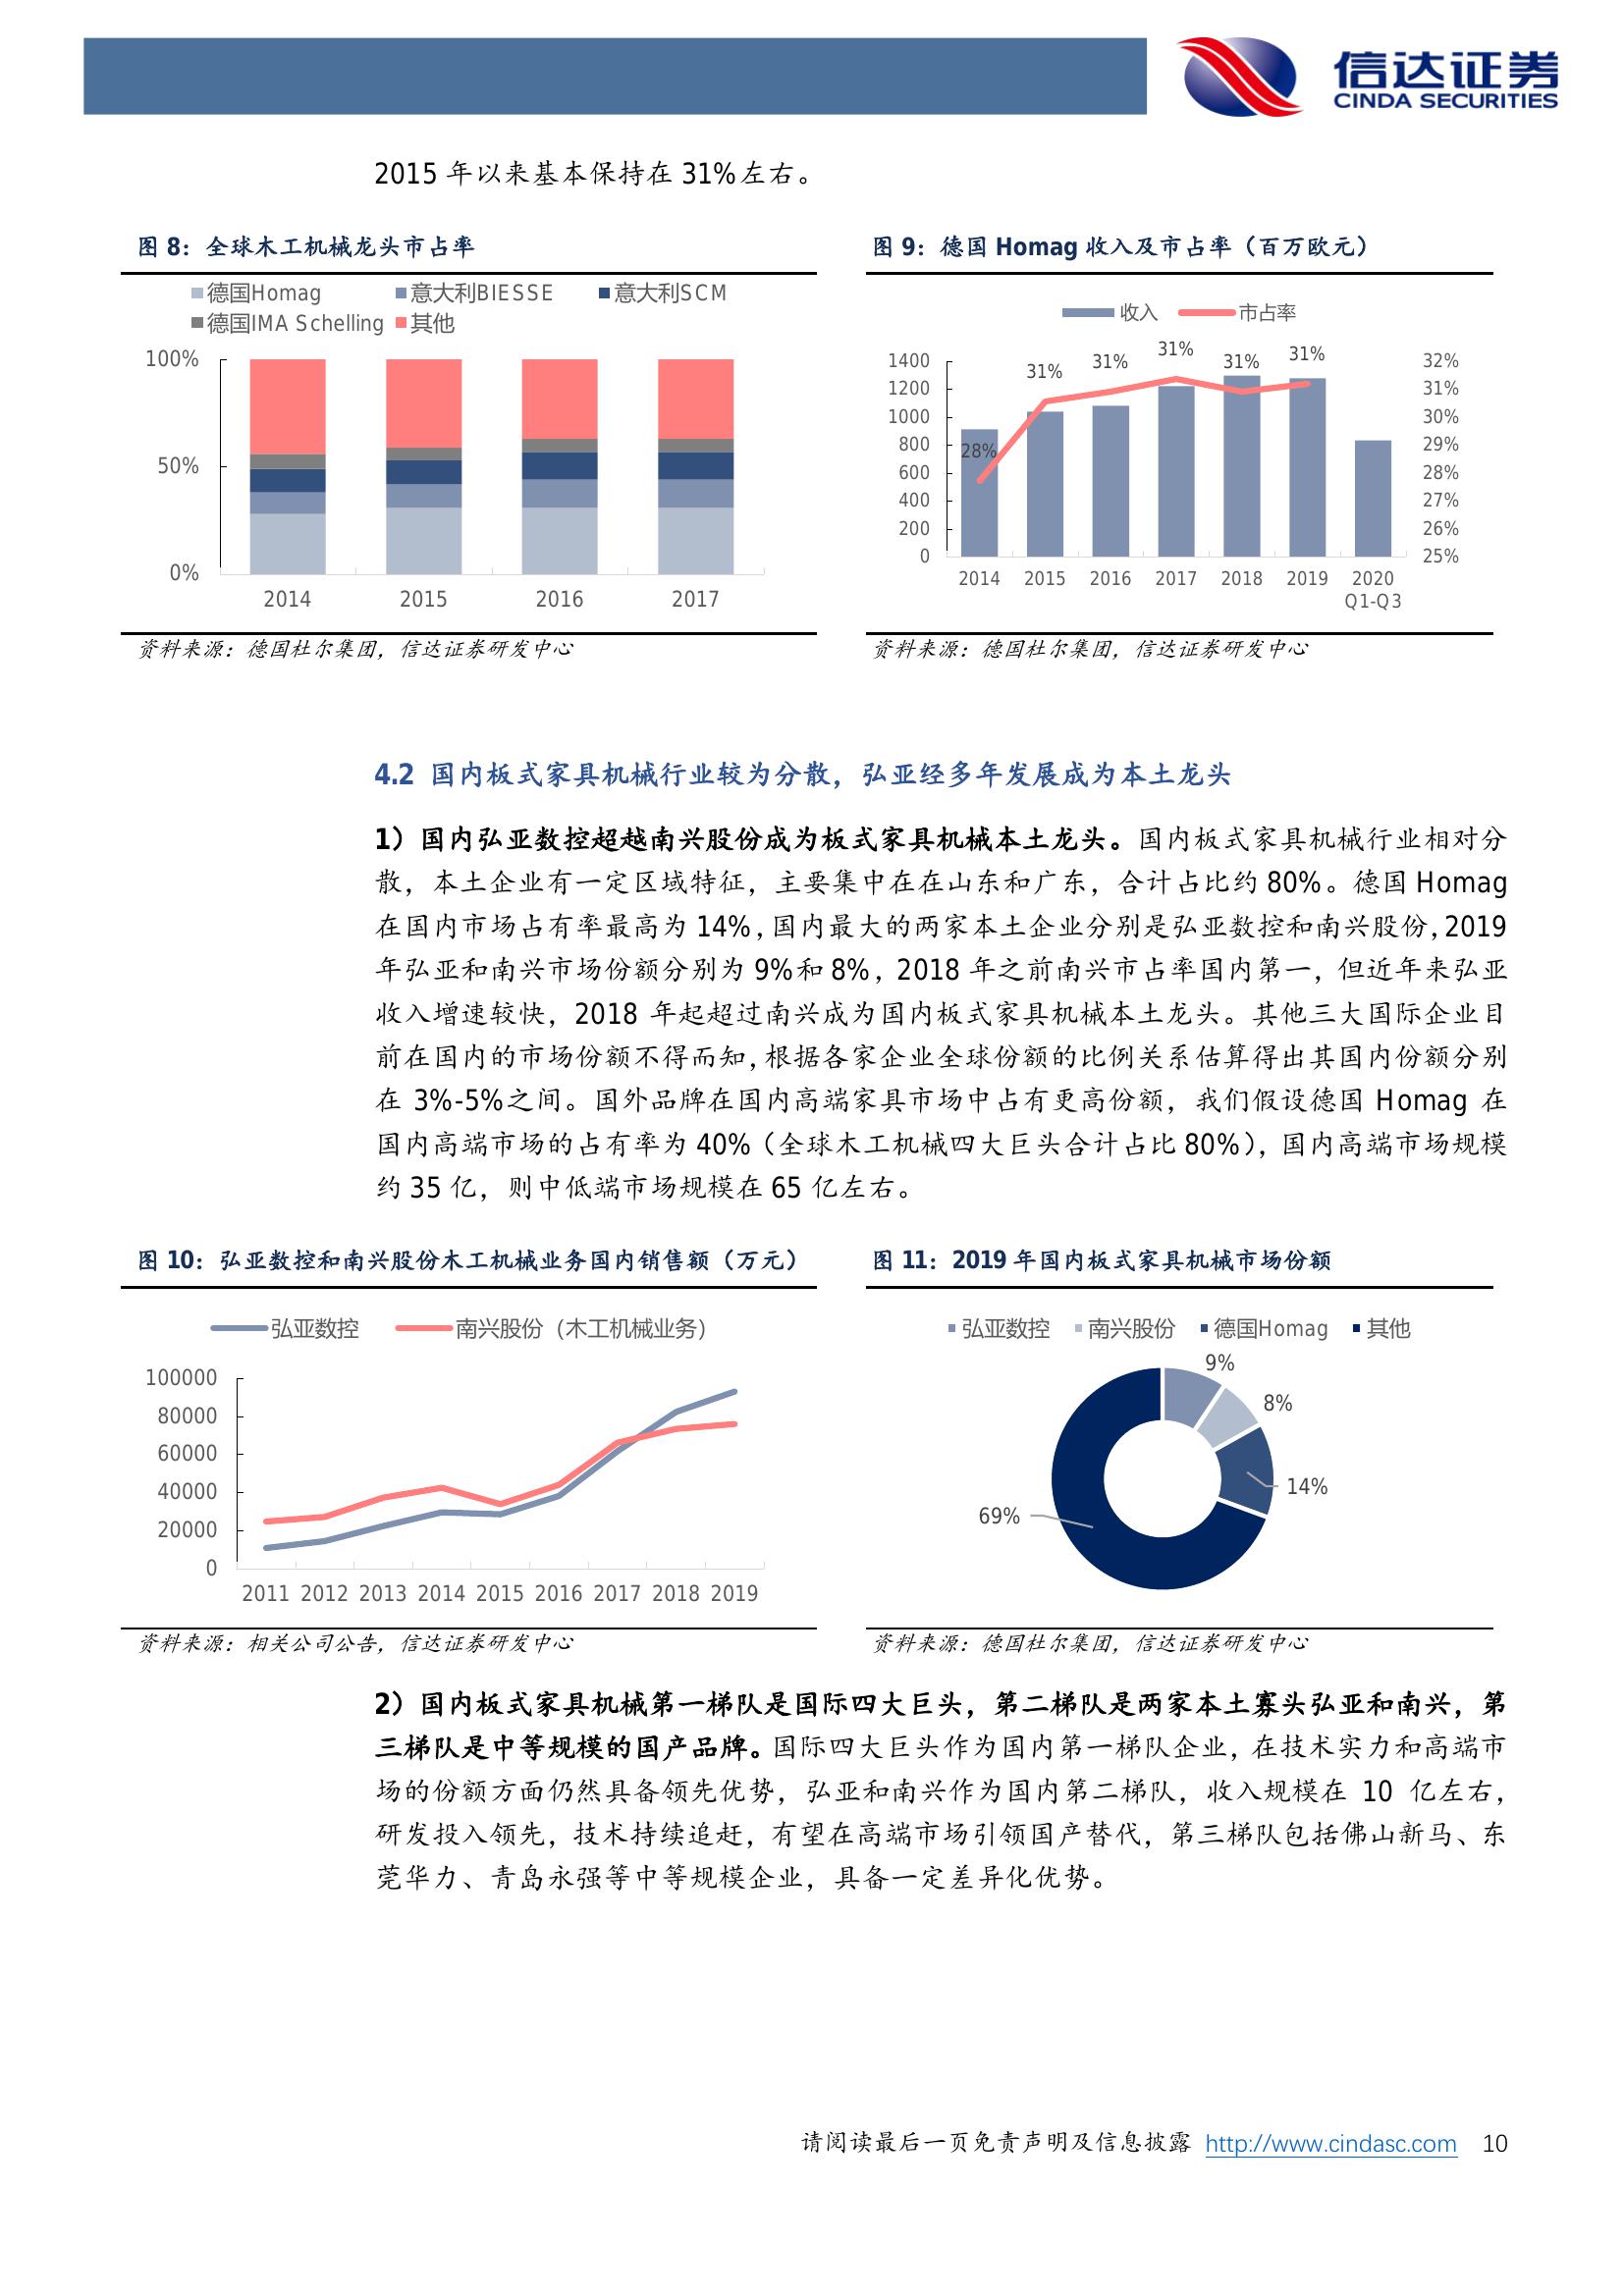 信达证券
CINDA SECURITIES
2015 年以来基本保持在 31%左右。
图 8：全球木工机械龙头市占率
德国Homag 意大利BIESSE 意大利SCM
德国IMA Schelling 其他
100%
50%
0%
2014 2015 2016 2017
资料来源：德国杜尔集团，信达证券研发中心
图 9：德国 Homag 收入及市占率（百万欧元）
收入 市占率
1400
1200
1000
800
600
400
200
0
28% 31% 31% 31% 31% 31%
32%
31%
30%
29%
28%
27%
26%
25%
2014 2015 2016 2017 2018 2019 2020
Q1-Q3
资料来源：德国杜尔集团，信达证券研发中心
4.2 国内板式家具机械行业较为分散，弘亚经多年发展成为本土龙头
1）国内弘亚数控超越南兴股份成为板式家具机械本土龙头。国内板式家具机械行业相对分
散，本土企业有一定区域特征，主要集中在在山东和广东，合计占比约 80%。德国 Homag
在国内市场占有率最高为 14%，国内最大的两家本土企业分别是弘亚数控和南兴股份，2019
年弘亚和南兴市场份额分别为 9%和 8%，2018 年之前南兴市占率国内第一，但近年来弘亚
收入增速较快，2018 年起超过南兴成为国内板式家具机械本土龙头。其他三大国际企业目
前在国内的市场份额不得而知，根据各家企业全球份额的比例关系估算得出其国内份额分别
在 3%-5%之间。国外品牌在国内高端家具市场中占有更高份额，我们假设德国 Homag 在
国内高端市场的占有率为 40%（全球木工机械四大巨头合计占比 80%），国内高端市场规模
约 35 亿，则中低端市场规模在 65 亿左右。
图 10：弘亚数控和南兴股份木工机械业务国内销售额（万元）
弘亚数控 南兴股份（木工机械业务）
100000
80000
60000
40000
20000
0
2011 2012 2013 2014 2015 2016 2017 2018 2019
资料来源：相关公司公告，信达证券研发中心
图 11：2019 年国内板式家具机械市场份额
弘亚数控 南兴股份 德国Homag 其他
9%
8%
14%
69%
资料来源：德国杜尔集团，信达证券研发中心
2）国内板式家具机械第一梯队是国际四大巨头，第二梯队是两家本土寡头弘亚和南兴，第
三梯队是中等规模的国产品牌。国际四大巨头作为国内第一梯队企业，在技术实力和高端市
场的份额方面仍然具备领先优势，弘亚和南兴作为国内第二梯队，收入规模在 10 亿左右，
研发投入领先，技术持续追赶，有望在高端市场引领国产替代，第三梯队包括佛山新马、东
莞华力、青岛永强等中等规模企业，具备一定差异化优势。
请阅读最后一页免责声明及信息披露 http://www.cindasc.com 10